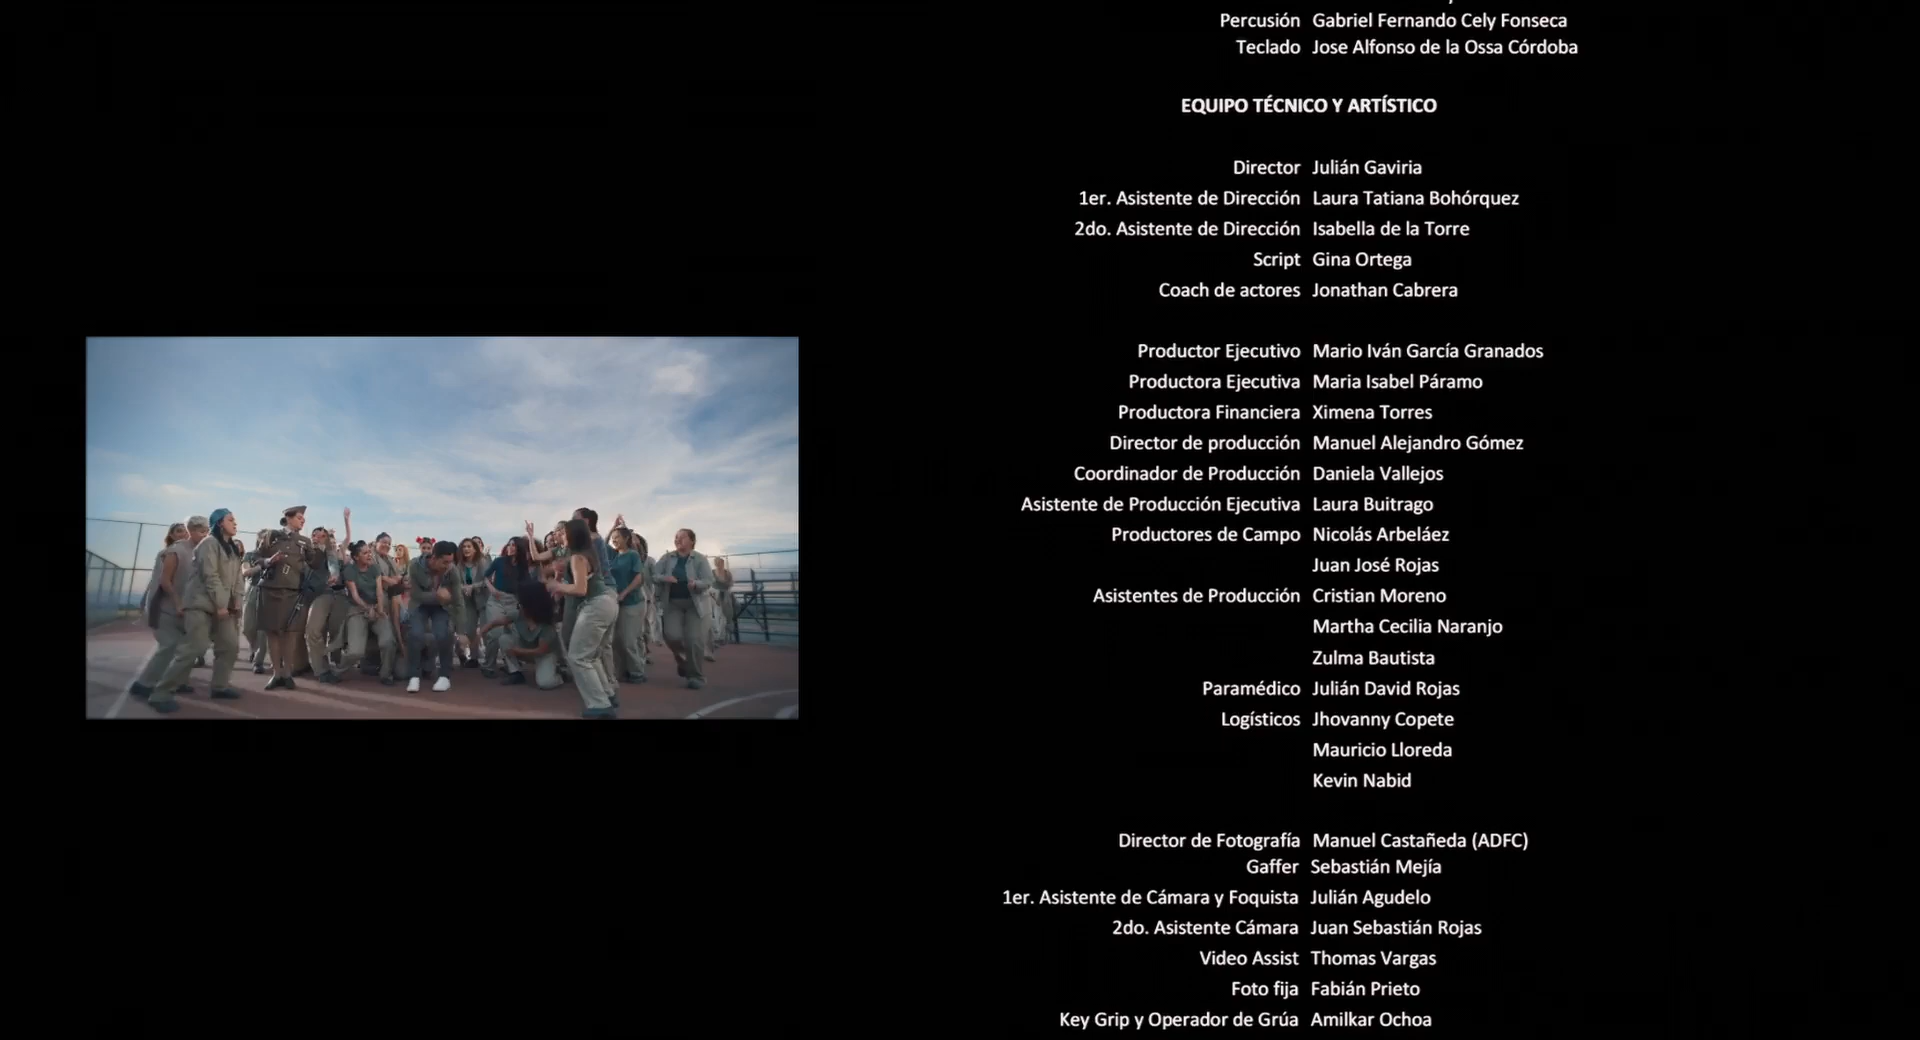 Percusión Gabriel Fernando Cely Fonseca
Teclado Jose Alfonso de la Ossa Córdoba
EQUIPO TÉCNICO Y ARTÍSTICO
Director Julián Gaviria
1er. Asistente de Dirección Laura Tatiana Bohórquez
2do. Asistente de Dirección Isabella de la Torre
Script Gina Ortega
Coach de actores Jonathan Cabrera
Productor Ejecutivo Mario Iván García Granados
Productora Ejecutiva Maria Isabel Páramo
Productora Financiera Ximena Torres
Director de producción Manuel Alejandro Gómez
Coordinador de Producción Daniela Vallejos
Asistente de Producción Ejecutiva Laura Buitrago
Productores de Campo Nicolás Arbeláez
Juan José Rojas
Asistentes de Producción Cristian Moreno
Martha Cecilia Naranjo
Zulma Bautista
Paramédico Julián David Rojas
Logísticos Jhovanny Copete
Mauricio Lloreda
Kevin Nabid
Director de Fotografía Manuel Castañeda (ADFC)
Gaffer Sebastián Mejía
1er. Asistente de Cámara y Foquista Julián Agudelo
2do. Asistente Cámara Juan Sebastián Rojas
Video Assist Thomas Vargas
Foto fija Fabián Prieto
Key Grip y Operador de Grúa Amilkar Ochoa